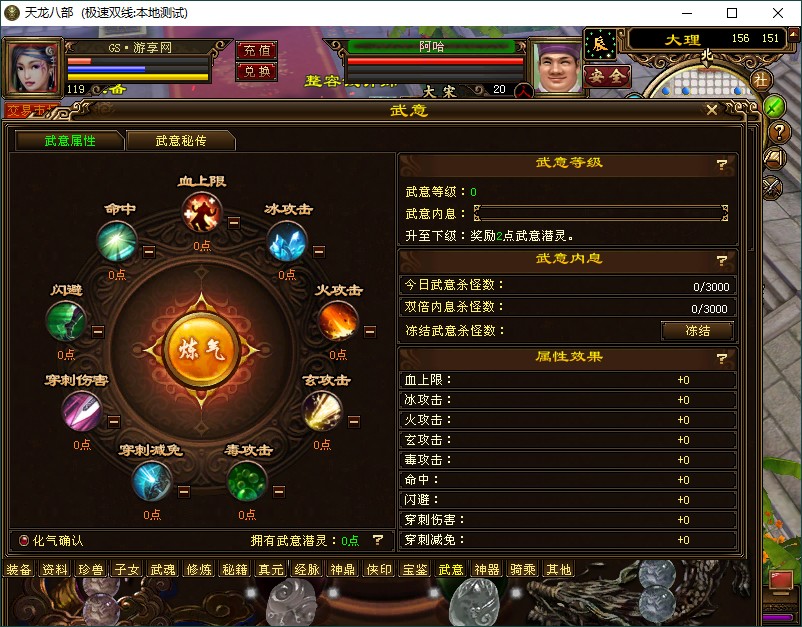 天龙八部 (极速双线:本地测试)
GS·游享网
充值
兑换
119
阿哈
大宋
20
辰
安全
大理
156 151
北
社
交易市场
武意
武意属性
武意秘传
血上限
0点
命中
0点
冰攻击
0点
闪避
0点
火攻击
0点
炼气
穿刺伤害
0点
玄攻击
0点
穿刺减免
0点
毒攻击
0点
化气确认
拥有武意潜灵：0点 ?
武意等级 ?
武意等级：0
武意内息：
升至下级：奖励2点武意潜灵。
武意内息 ?
今日武意杀怪数： 0/3000
双倍内息杀怪数： 0/3000
冻结武意杀怪数： 冻结
属性效果 ?
血上限： +0
冰攻击： +0
火攻击： +0
玄攻击： +0
毒攻击： +0
命中： +0
闪避： +0
穿刺伤害： +0
穿刺减免： +0
装备 资料 珍兽 子女 武魂 修炼 秘籍 真元 经脉 神鼎 侠印 宝鉴 武意 神器 骑乘 其他